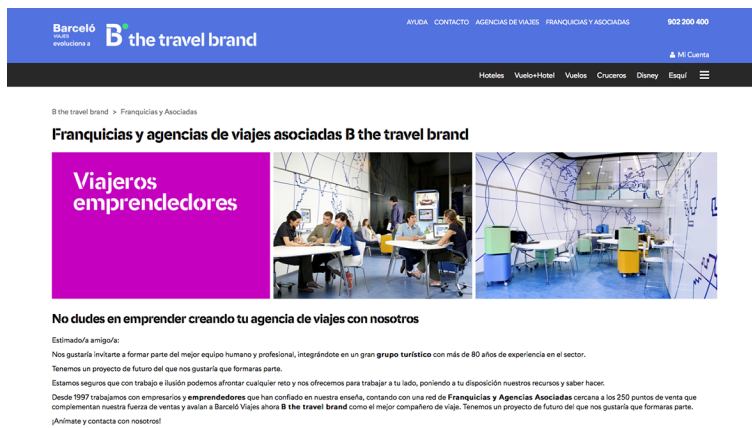 Barceló
VIAJES
evoluciona a
B the travel brand
AYUDA CONTACTO AGENCIAS DE VIAJES FRANQUICIAS Y ASOCIADAS 902 200 400
Mi Cuenta
Hoteles Vuelo+Hotel Vuelos Cruceros Disney Esquí
B the travel brand > Franquicias y Asociadas
Franquicias y agencias de viajes asociadas B the travel brand
Viajeros
emprendedores
No dudes en emprender creando tu agencia de viajes con nosotros
Estimado/a amigo/a:
Nos gustaría invitarte a formar parte del mejor equipo humano y profesional, integrándote en un gran grupo turístico con más de 80 años de experiencia en el sector.
Tenemos un proyecto de futuro del que nos gustaría que formaras parte.
Estamos seguros que con trabajo e ilusión podemos afrontar cualquier reto y nos ofrecemos para trabajar a tu lado, poniendo a tu disposición nuestros recursos y saber hacer.
Desde 1997 trabajamos con empresarios y emprendedores que han confiado en nuestra enseña, contando con una red de Franquicias y Agencias Asociadas cercana a los 250 puntos de venta que
complementan nuestra fuerza de ventas y avalan a Barceló Viajes ahora B the travel brand como el mejor compañero de viaje. Tenemos un proyecto de futuro del que nos gustaría que formaras parte.
¡Anímate y contacta con nosotros!